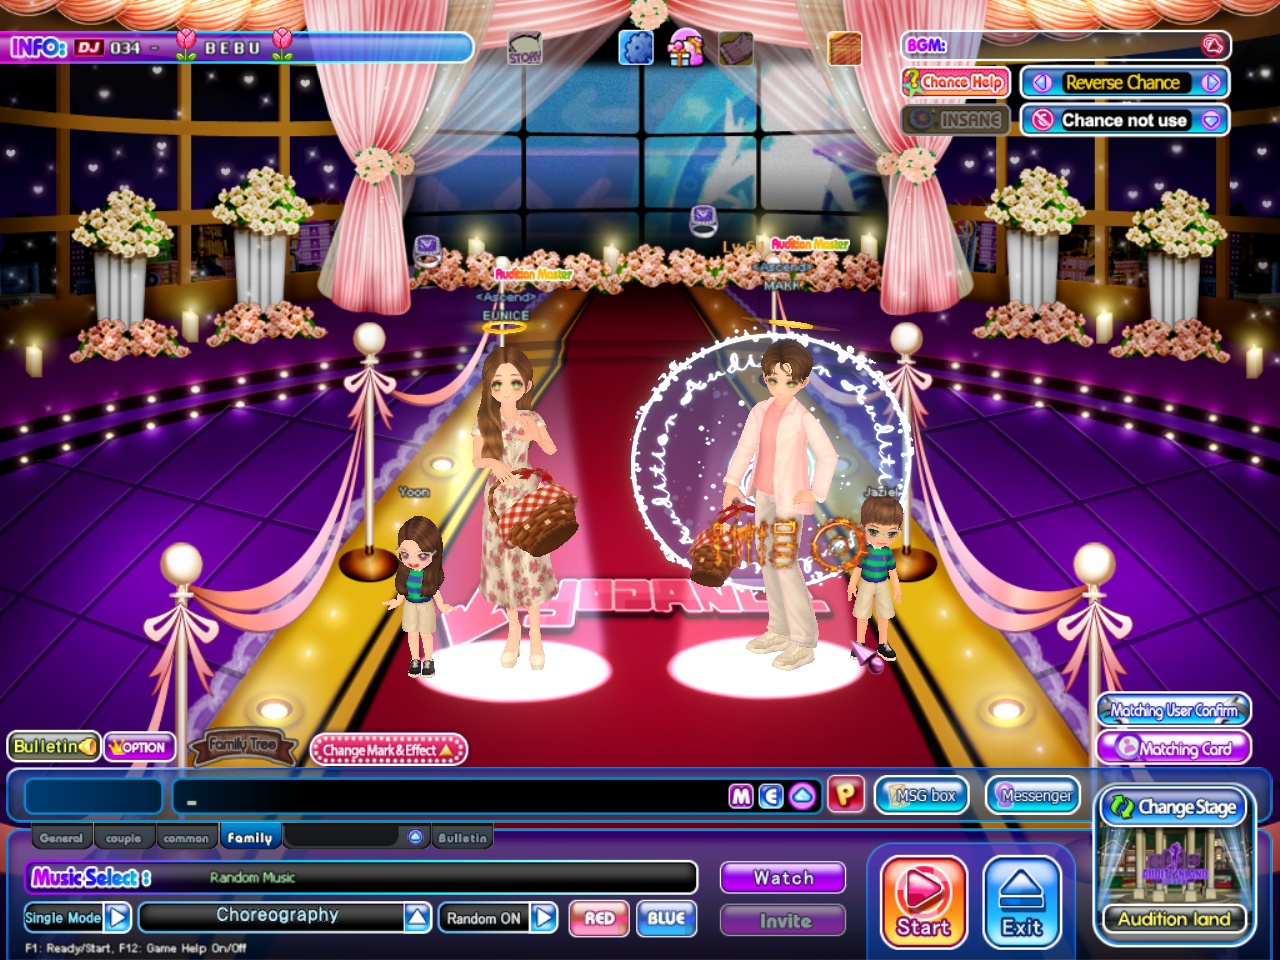 INFO: DJ 034 - BEBU
STORY
BGM:
? Chance Help
Reverse Chance
INSANE
Chance not use
Audition Master
<Ascend>
EUNICE
Audition Master
<Ascend>
MAKK
Yoon
Jaziel
Bulletin
OPTION
Family Tree
Change Mark & Effect
Matching User Confirm
Matching Card
M
E
P
MSG box
Messenger
Change Stage
General
couple
common
Family
Bulletin
Music Select :
Random Music
Watch
Single Mode
Choreography
Random ON
RED
BLUE
Invite
Start
Exit
AUDITIONLAND
Audition land
F1: Ready/Start, F12: Game Help On/Off